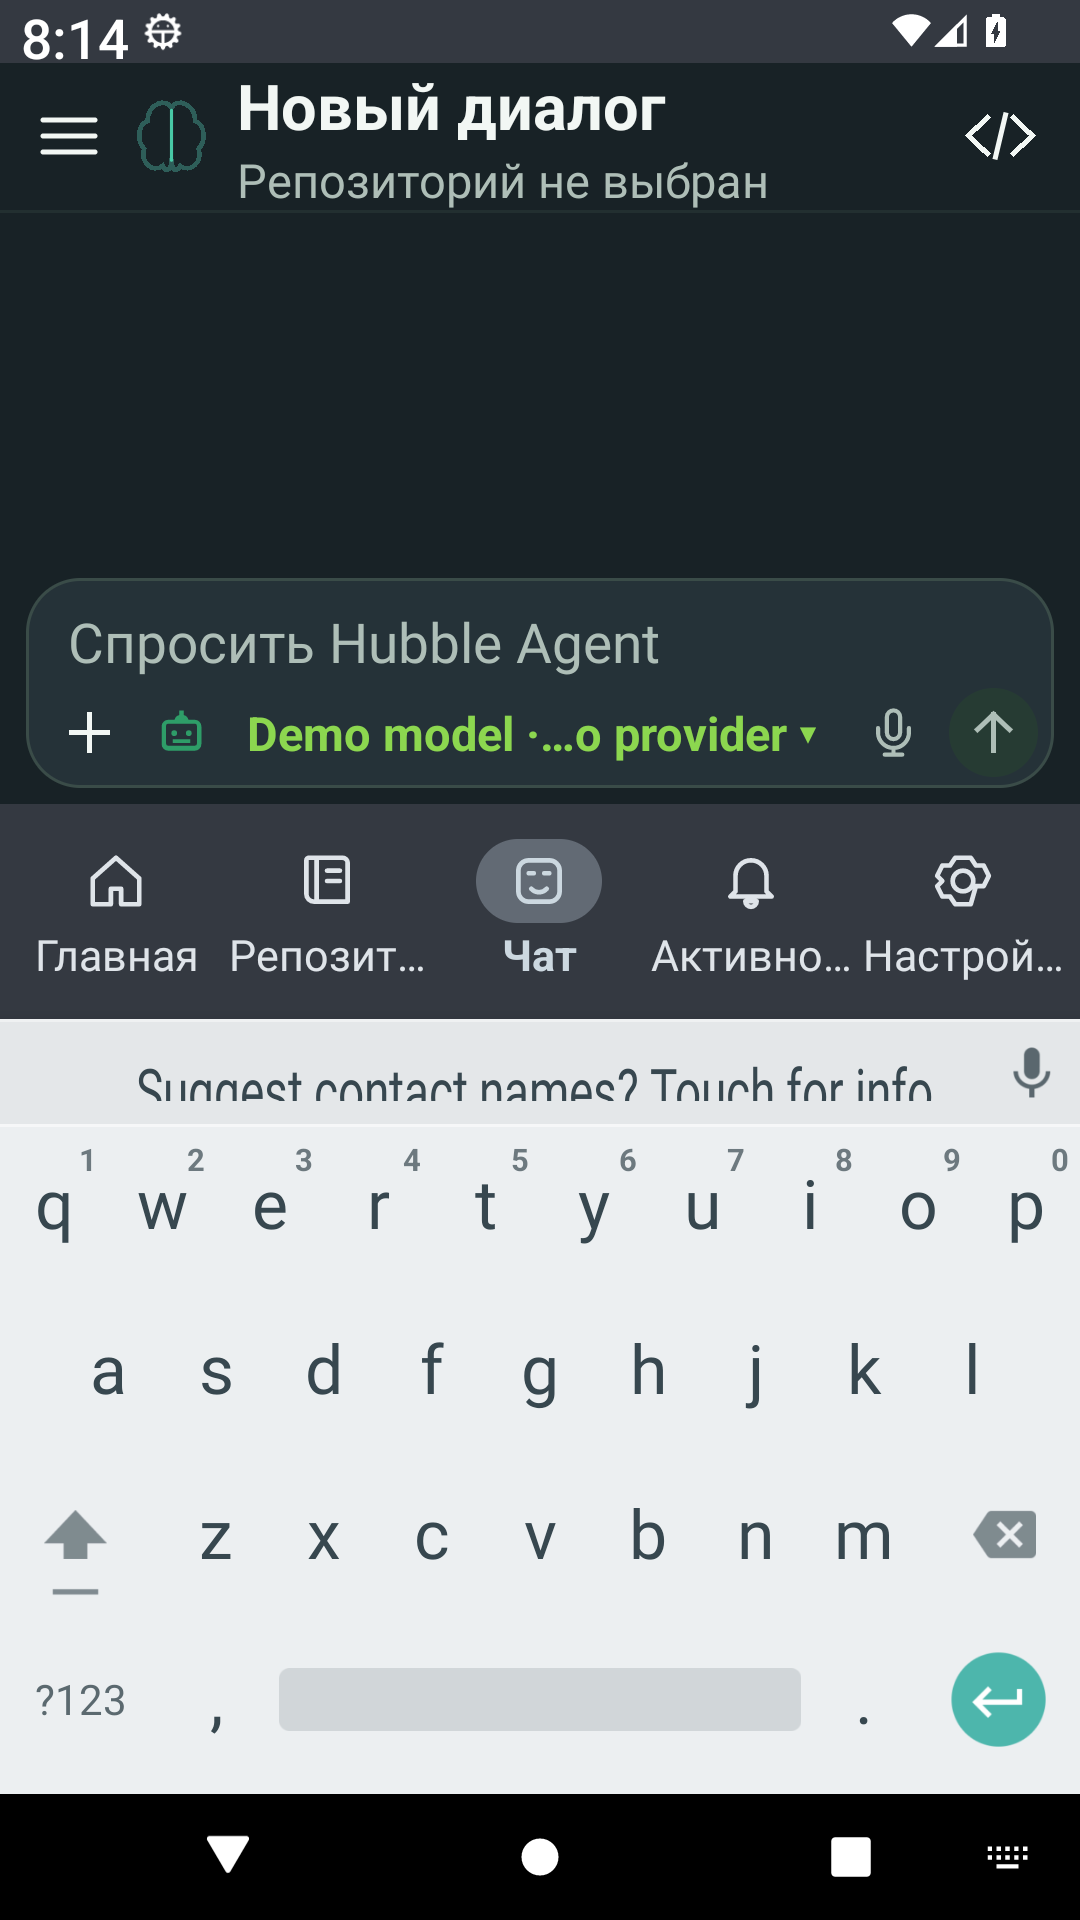 8:14
Новый диалог
Репозиторий не выбран
Спросить Hubble Agent
Demo model ·…o provider ▾
Главная Репозит… Чат Активно… Настрой…
Suggest contact names? Touch for info
1 2 3 4 5 6 7 8 9 0
q w e r t y u i o p
a s d f g h j k l
z x c v b n m
?123 , .